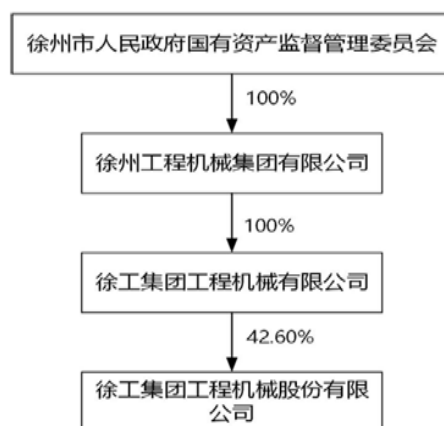 徐州市人民政府国有资产监督管理委员会
100%
徐州工程机械集团有限公司
100%
徐工集团工程机械有限公司
42.60%
徐工集团工程机械股份有限
公司